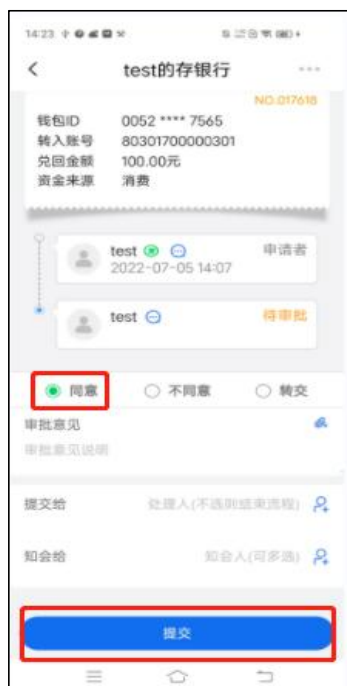 14:23
test的存银行
NO.017618
钱包ID 0052 **** 7565
转入账号 80301700000301
兑回金额 100.00元
资金来源 消费
test 申请者
2022-07-05 14:07
test 待审批
同意 不同意 转交
审批意见
审批意见说明
提交给 处理人(不选则结束流程)
知会给 知会人(可多选)
提交